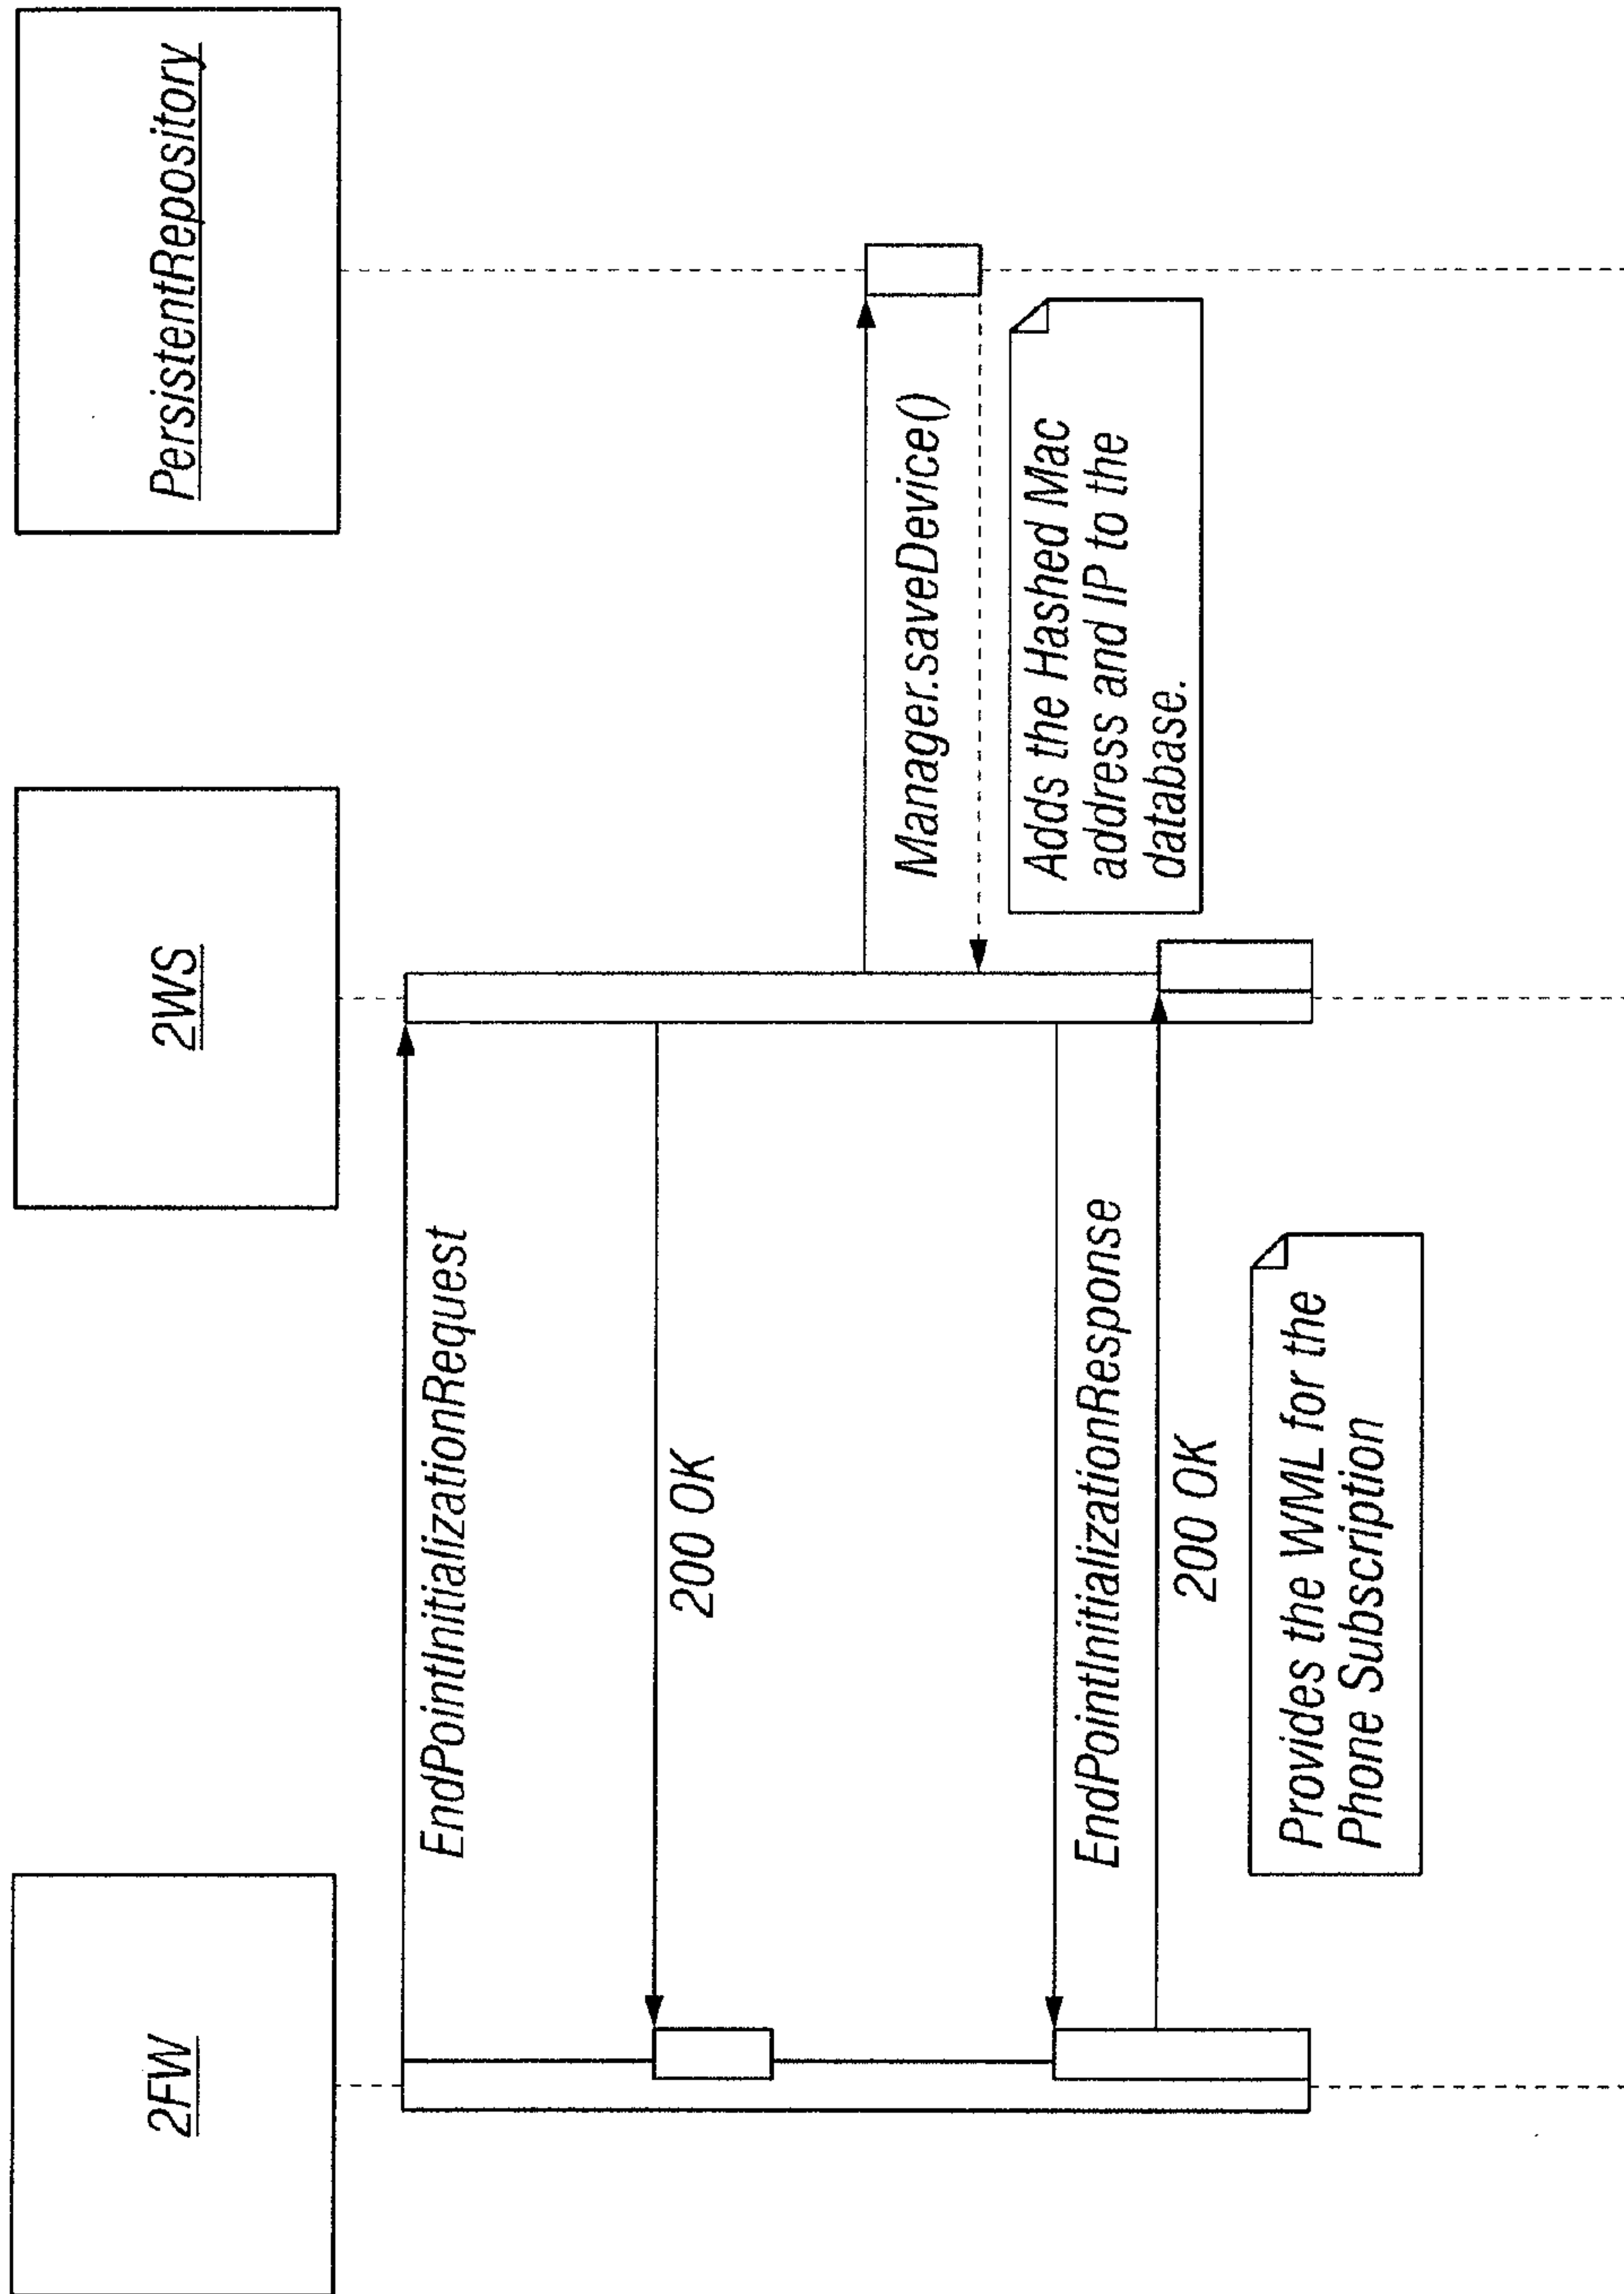 2FW
2WS
PersistentRepository
EndPointInitializationRequest
200 OK
Manager.saveDevice()
Adds the Hashed Mac
address and IP to the
database.
EndPointInitializationResponse
200 OK
Provides the WML for the
Phone Subscription